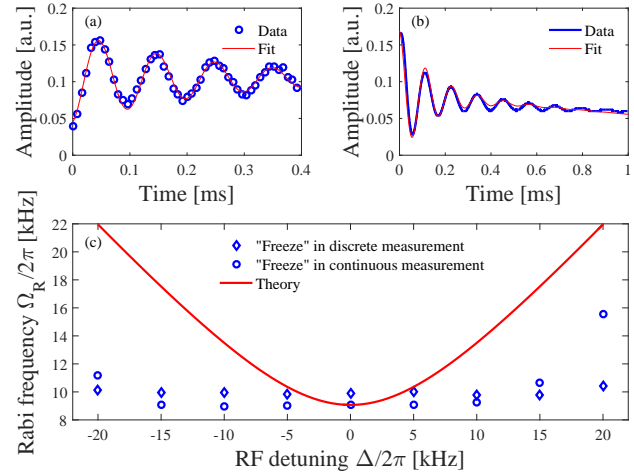 (a)
Data
Fit
Amplitude [a.u.]
0.2
0.15
0.1
0.05
0
0 0.1 0.2 0.3 0.4
Time [ms]
(b)
Data
Fit
Amplitude [a.u.]
0.2
0.15
0.1
0.05
0
0 0.2 0.4 0.6 0.8 1
Time [ms]
(c)
"Freeze" in discrete measurement
"Freeze" in continuous measurement
Theory
Rabi frequency Ω_R/2π [kHz]
22
20
18
16
14
12
10
8
-20 -15 -10 -5 0 5 10 15 20
RF detuning Δ/2π [kHz]